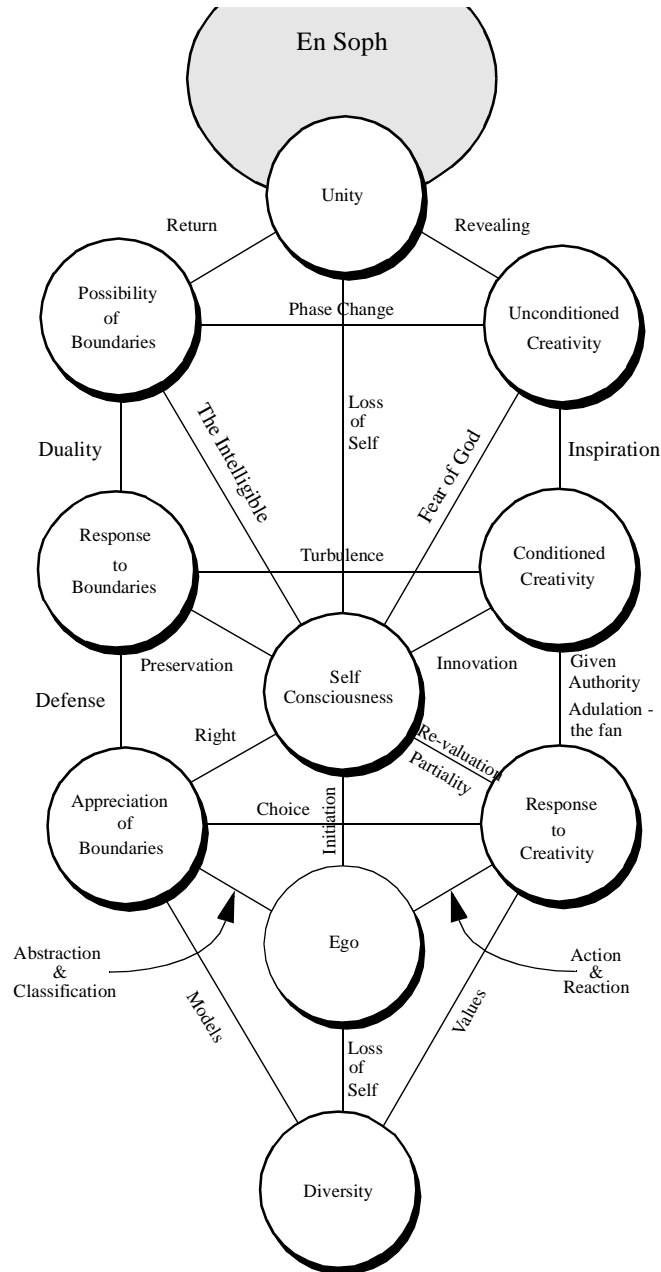 En Soph
Unity
Return
Revealing
Possibility
of
Boundaries
Phase Change
Unconditioned
Creativity
Loss
of
Self
The Intelligible
Fear of God
Duality
Inspiration
Response
to
Boundaries
Turbulence
Conditioned
Creativity
Preservation
Self
Consciousness
Innovation
Given
Authority
Adulation -
the fan
Defense
Right
Re-valuation
Partiality
Appreciation
of
Boundaries
Choice
Initiation
Response
to
Creativity
Ego
Abstraction
&
Classification
Action
&
Reaction
Models
Values
Loss
of
Self
Diversity